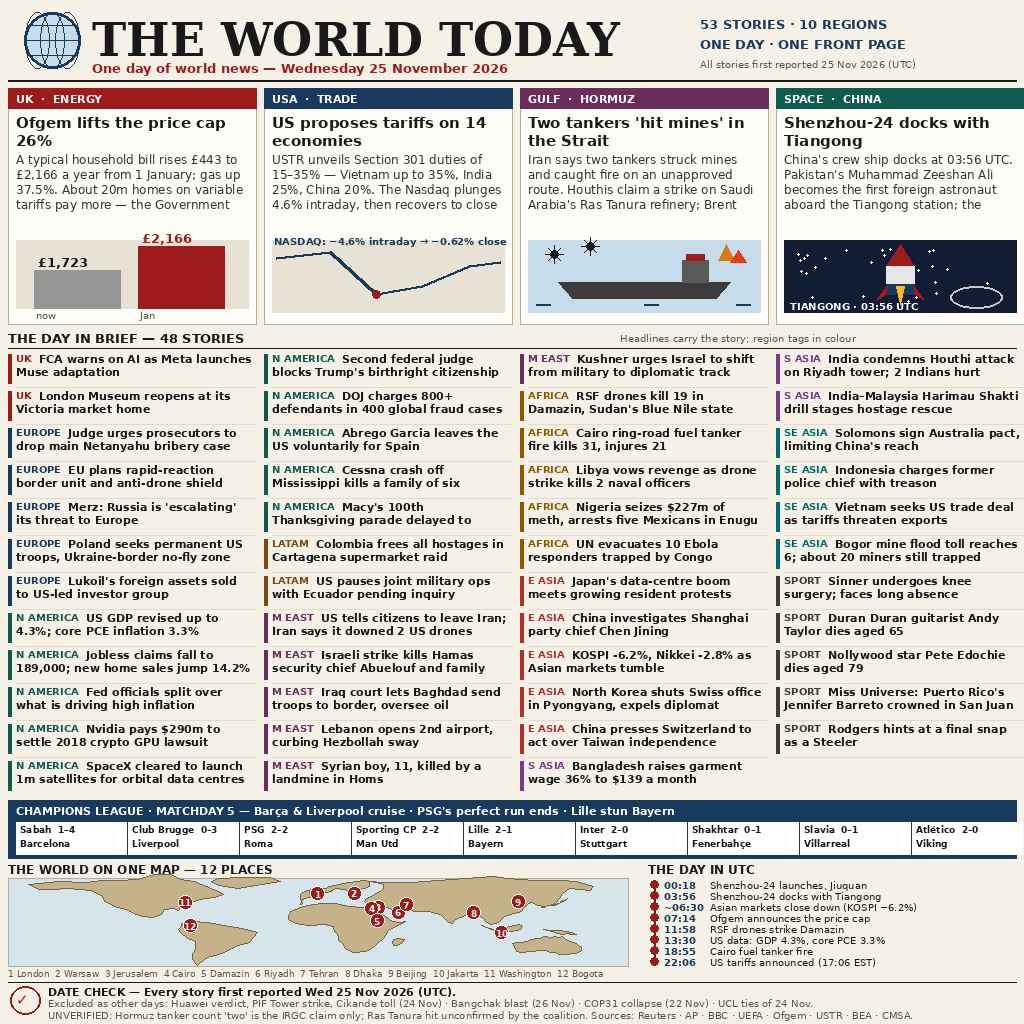 THE WORLD TODAY
One day of world news — Wednesday 25 November 2026
53 STORIES · 10 REGIONS
ONE DAY · ONE FRONT PAGE
All stories first reported 25 Nov 2026 (UTC)
UK · ENERGY
Ofgem lifts the price cap
26%
A typical household bill rises £443 to
£2,166 a year from 1 January; gas up
37.5%. About 20m homes on variable
tariffs pay more — the Government
£2,166
£1,723
now
Jan
USA · TRADE
US proposes tariffs on 14
economies
USTR unveils Section 301 duties of
15–35% — Vietnam up to 35%, India
25%, China 20%. The Nasdaq plunges
4.6% intraday, then recovers to close
NASDAQ: −4.6% intraday → −0.62% close
GULF · HORMUZ
Two tankers 'hit mines' in
the Strait
Iran says two tankers struck mines
and caught fire on an unapproved
route. Houthis claim a strike on Saudi
Arabia's Ras Tanura refinery; Brent
SPACE · CHINA
Shenzhou-24 docks with
Tiangong
China's crew ship docks at 03:56 UTC.
Pakistan's Muhammad Zeeshan Ali
becomes the first foreign astronaut
aboard the Tiangong station; the
TIANGONG · 03:56 UTC
THE DAY IN BRIEF — 48 STORIES
Headlines carry the story; region tags in colour
UK FCA warns on AI as Meta launches
Muse adaptation
UK London Museum reopens at its
Victoria market home
EUROPE Judge urges prosecutors to
drop main Netanyahu bribery case
EUROPE EU plans rapid-reaction
border unit and anti-drone shield
EUROPE Merz: Russia is 'escalating'
its threat to Europe
EUROPE Poland seeks permanent US
troops, Ukraine-border no-fly zone
EUROPE Lukoil's foreign assets sold
to US-led investor group
N AMERICA US GDP revised up to
4.3%; core PCE inflation 3.3%
N AMERICA Jobless claims fall to
189,000; new home sales jump 14.2%
N AMERICA Fed officials split over
what is driving high inflation
N AMERICA Nvidia pays $290m to
settle 2018 crypto GPU lawsuit
N AMERICA SpaceX cleared to launch
1m satellites for orbital data centres
N AMERICA Second federal judge
blocks Trump's birthright citizenship
N AMERICA DOJ charges 800+
defendants in 400 global fraud cases
N AMERICA Abrego Garcia leaves the
US voluntarily for Spain
N AMERICA Cessna crash off
Mississippi kills a family of six
N AMERICA Macy's 100th
Thanksgiving parade delayed to
LATAM Colombia frees all hostages in
Cartagena supermarket raid
LATAM US pauses joint military ops
with Ecuador pending inquiry
M EAST US tells citizens to leave Iran;
Iran says it downed 2 US drones
M EAST Israeli strike kills Hamas
security chief Abuelouf and family
M EAST Iraq court lets Baghdad send
troops to border, oversee oil
M EAST Lebanon opens 2nd airport,
curbing Hezbollah sway
M EAST Syrian boy, 11, killed by a
landmine in Homs
M EAST Kushner urges Israel to shift
from military to diplomatic track
AFRICA RSF drones kill 19 in
Damazin, Sudan's Blue Nile state
AFRICA Cairo ring-road fuel tanker
fire kills 31, injures 21
AFRICA Libya vows revenge as drone
strike kills 2 naval officers
AFRICA Nigeria seizes $227m of
meth, arrests five Mexicans in Enugu
AFRICA UN evacuates 10 Ebola
responders trapped by Congo
E ASIA Japan's data-centre boom
meets growing resident protests
E ASIA China investigates Shanghai
party chief Chen Jining
E ASIA KOSPI -6.2%, Nikkei -2.8% as
Asian markets tumble
E ASIA North Korea shuts Swiss office
in Pyongyang, expels diplomat
E ASIA China presses Switzerland to
act over Taiwan independence
S ASIA Bangladesh raises garment
wage 36% to $139 a month
S ASIA India condemns Houthi attack
on Riyadh tower; 2 Indians hurt
S ASIA India–Malaysia Harimau Shakti
drill stages hostage rescue
SE ASIA Solomons sign Australia pact,
limiting China's reach
SE ASIA Indonesia charges former
police chief with treason
SE ASIA Vietnam seeks US trade deal
as tariffs threaten exports
SE ASIA Bogor mine flood toll reaches
6; about 20 miners still trapped
SPORT Sinner undergoes knee
surgery; faces long absence
SPORT Duran Duran guitarist Andy
Taylor dies aged 65
SPORT Nollywood star Pete Edochie
dies aged 79
SPORT Miss Universe: Puerto Rico's
Jennifer Barreto crowned in San Juan
SPORT Rodgers hints at a final snap
as a Steeler
CHAMPIONS LEAGUE · MATCHDAY 5 — Barça & Liverpool cruise · PSG's perfect run ends · Lille stun Bayern
Sabah 1–4
Barcelona
Club Brugge 0–3
Liverpool
PSG 2–2
Roma
Sporting CP 2–2
Man Utd
Lille 2–1
Bayern
Inter 2–0
Stuttgart
Shakhtar 0–1
Fenerbahçe
Slavia 0–1
Villarreal
Atlético 2–0
Viking
THE WORLD ON ONE MAP — 12 PLACES
1
2
4
5
6
7
8
9
10
11
12
1 London 2 Warsaw 3 Jerusalem 4 Cairo 5 Damazin 6 Riyadh 7 Tehran 8 Dhaka 9 Beijing 10 Jakarta 11 Washington 12 Bogota
THE DAY IN UTC
00:18 Shenzhou-24 launches, Jiuquan
03:56 Shenzhou-24 docks with Tiangong
~06:30 Asian markets close down (KOSPI −6.2%)
07:14 Ofgem announces the price cap
11:58 RSF drones strike Damazin
13:30 US data: GDP 4.3%, core PCE 3.3%
18:55 Cairo fuel tanker fire
22:06 US tariffs announced (17:06 EST)
DATE CHECK — Every story first reported Wed 25 Nov 2026 (UTC).
Excluded as other days: Huawei verdict, PIF Tower strike, Cikande toll (24 Nov) · Bangchak blast (26 Nov) · COP31 collapse (22 Nov) · UCL ties of 24 Nov.
UNVERIFIED: Hormuz tanker count 'two' is the IRGC claim only; Ras Tanura hit unconfirmed by the coalition. Sources: Reuters · AP · BBC · UEFA · Ofgem · USTR · BEA · CMSA.